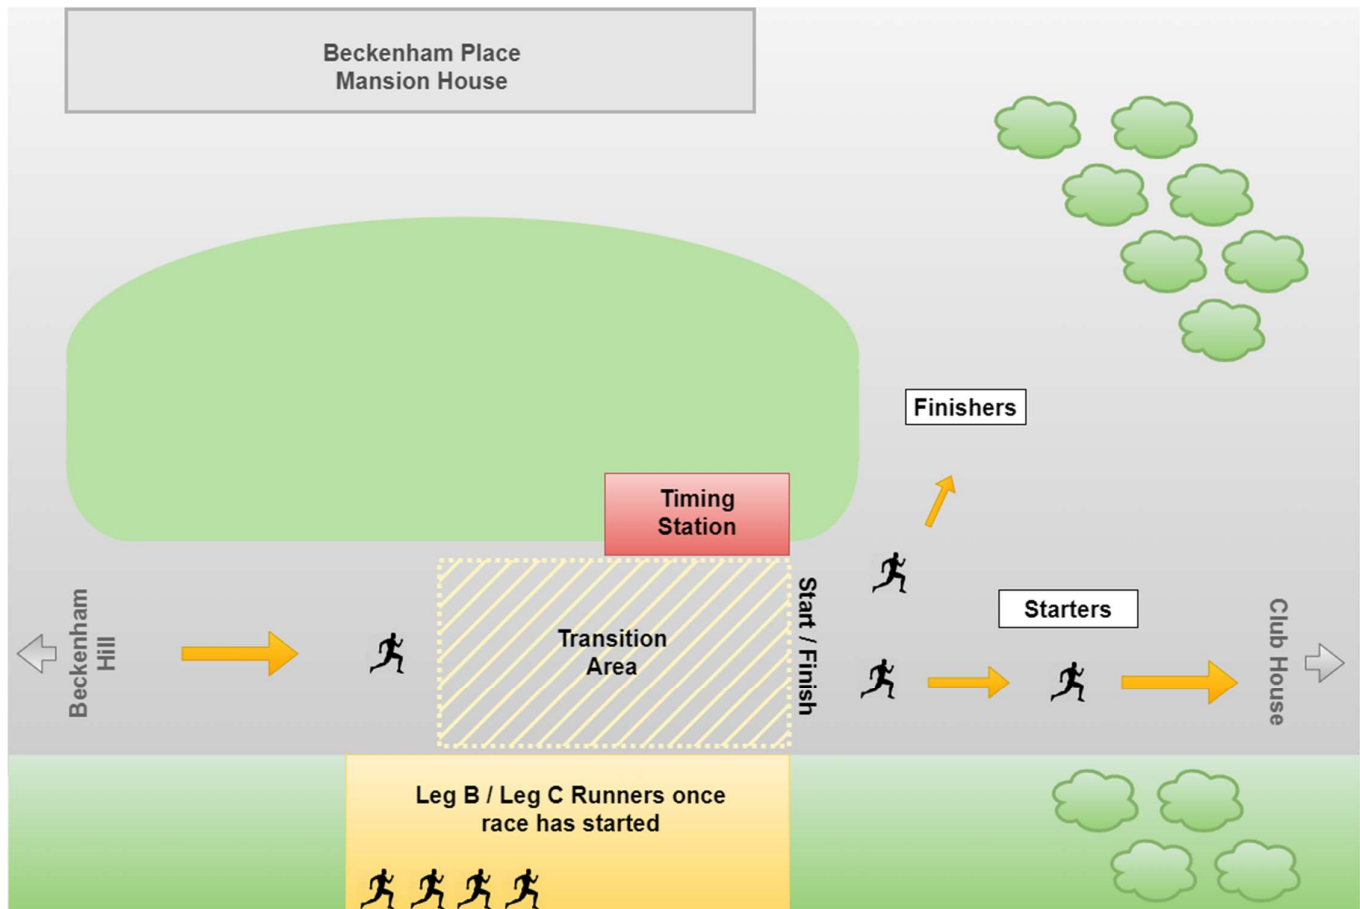 Beckenham Place
Mansion House
Finishers
Timing
Station
Starters
Start / Finish
Transition
Area
Beckenham
Hill
Club House
Leg B / Leg C Runners once
race has started